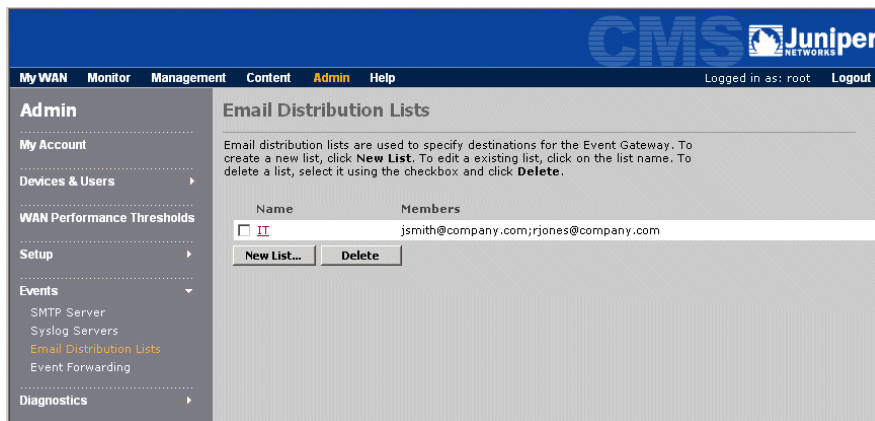 CMS Juniper
NETWORKS
My WAN Monitor Management Content Admin Help Logged in as: root Logout
Admin
My Account
Devices & Users
WAN Performance Thresholds
Setup
Events
SMTP Server
Syslog Servers
Email Distribution Lists
Event Forwarding
Diagnostics
Email Distribution Lists
Email distribution lists are used to specify destinations for the Event Gateway. To
create a new list, click New List. To edit a existing list, click on the list name. To
delete a list, select it using the checkbox and click Delete.
Name Members
IT jsmith@company.com;rjones@company.com
New List... Delete